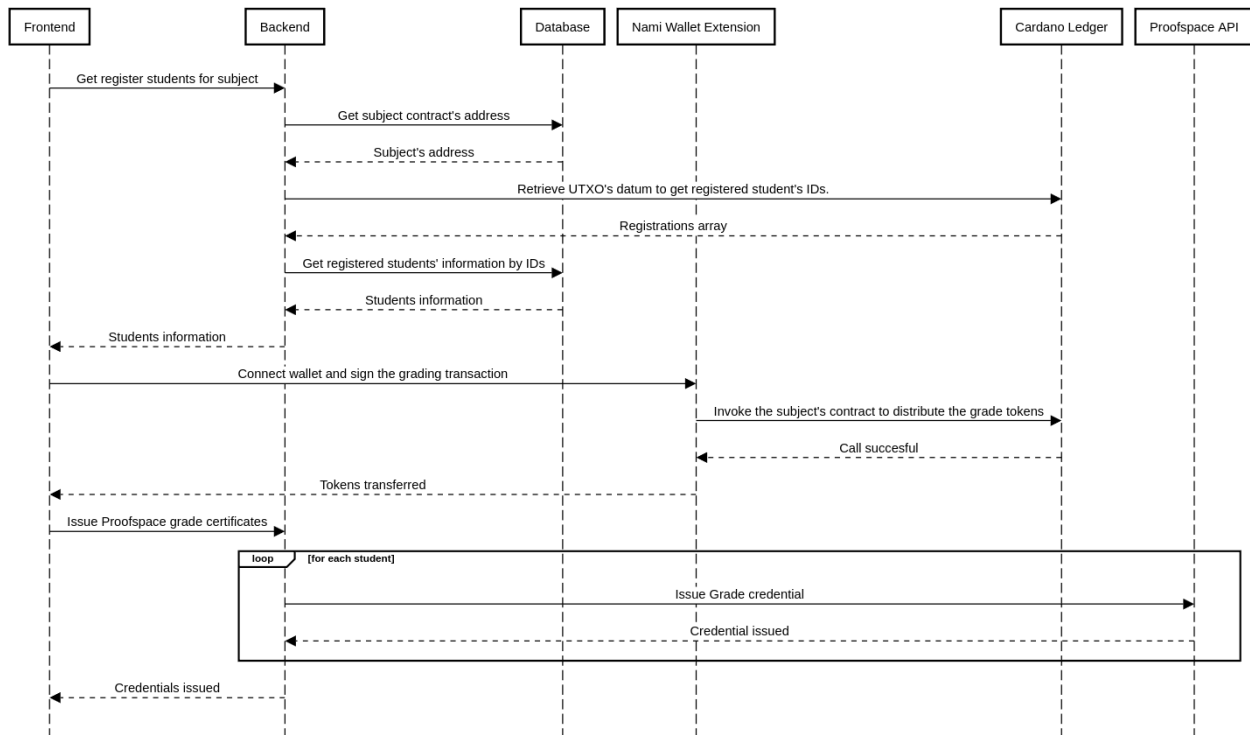 Frontend
Backend
Database
Nami Wallet Extension
Cardano Ledger
Proofspace API
Get register students for subject
Get subject contract's address
Subject's address
Retrieve UTXO's datum to get registered student's IDs.
Registrations array
Get registered students' information by IDs
Students information
Students information
Connect wallet and sign the grading transaction
Invoke the subject's contract to distribute the grade tokens
Call succesful
Tokens transferred
Issue Proofspace grade certificates
loop
[for each student]
Issue Grade credential
Credential issued
Credentials issued